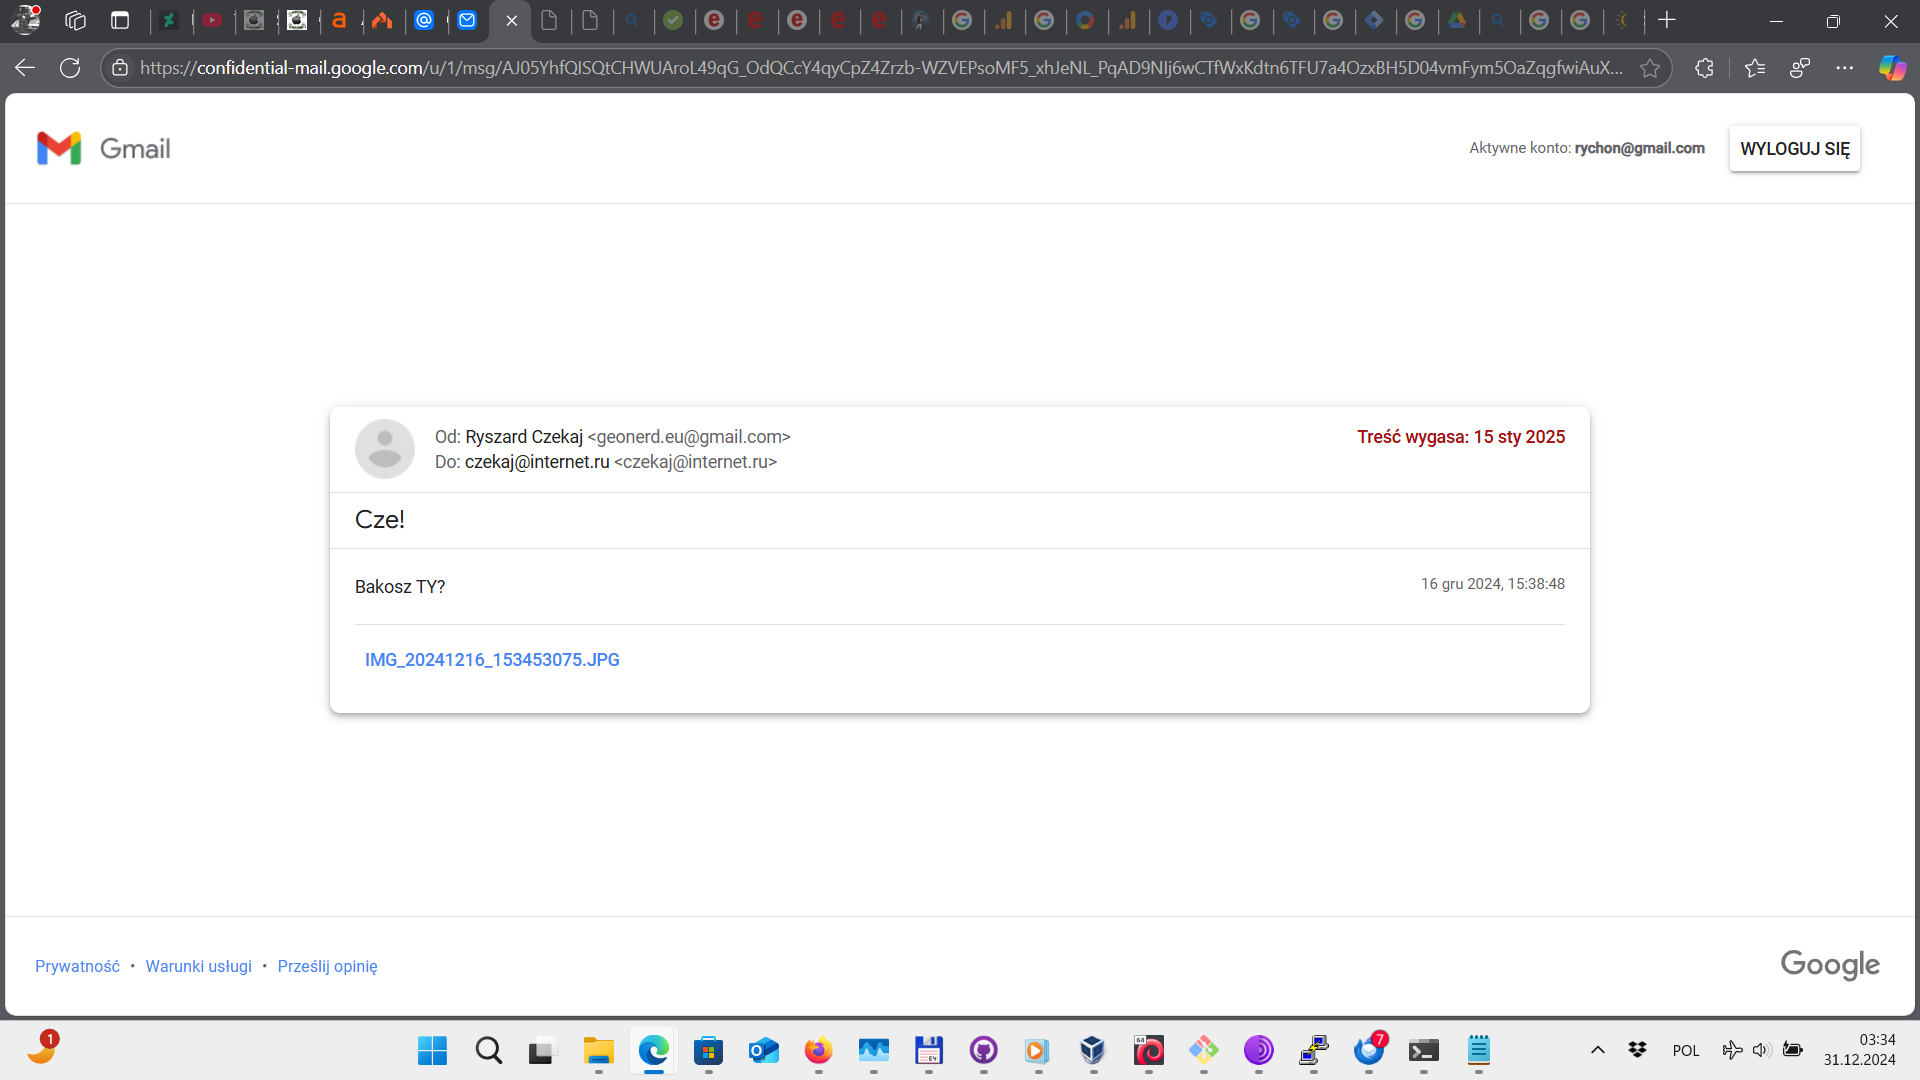 https://confidential-mail.google.com/u/1/msg/AJ05YhfQISQtCHWUAroL49qG_OdQCcY4qyCpZ4Zrzb-WZVEPsoMF5_xhJeNL_PqAD9NIj6wCTfWxKdtn6TFU7a4OzxBH5D04vmFym5OaZqgfwiAuX...
Gmail
Aktywne konto: rychon@gmail.com
WYLOGUJ SIĘ
Od: Ryszard Czekaj <geonerd.eu@gmail.com>
Treść wygasa: 15 sty 2025
Do: czekaj@internet.ru <czekaj@internet.ru>
Cze!
Bakosz TY?
16 gru 2024, 15:38:48
IMG_20241216_153453075.JPG
Prywatność • Warunki usługi • Prześlij opinię
Google
1
64
64
7
POL
03:34
31.12.2024